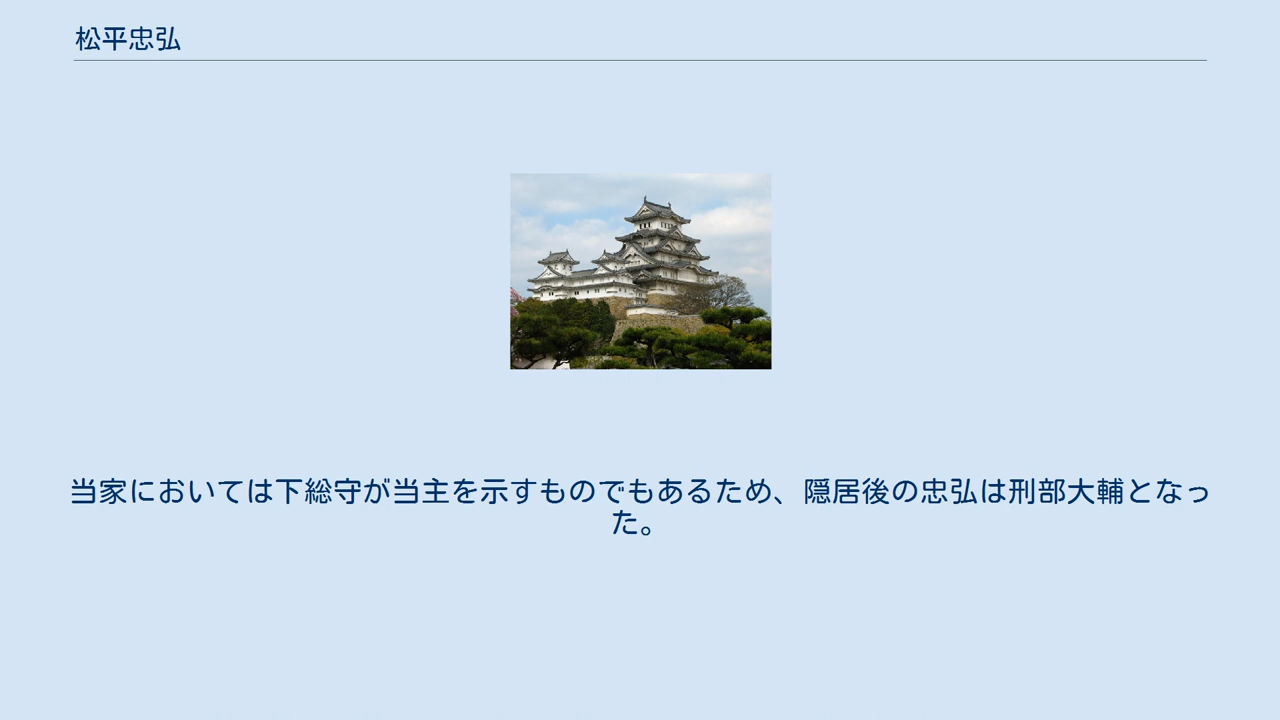 松平忠弘
当家においては下総守が当主を示すものでもあるため、隠居後の忠弘は刑部大輔となっ
た。